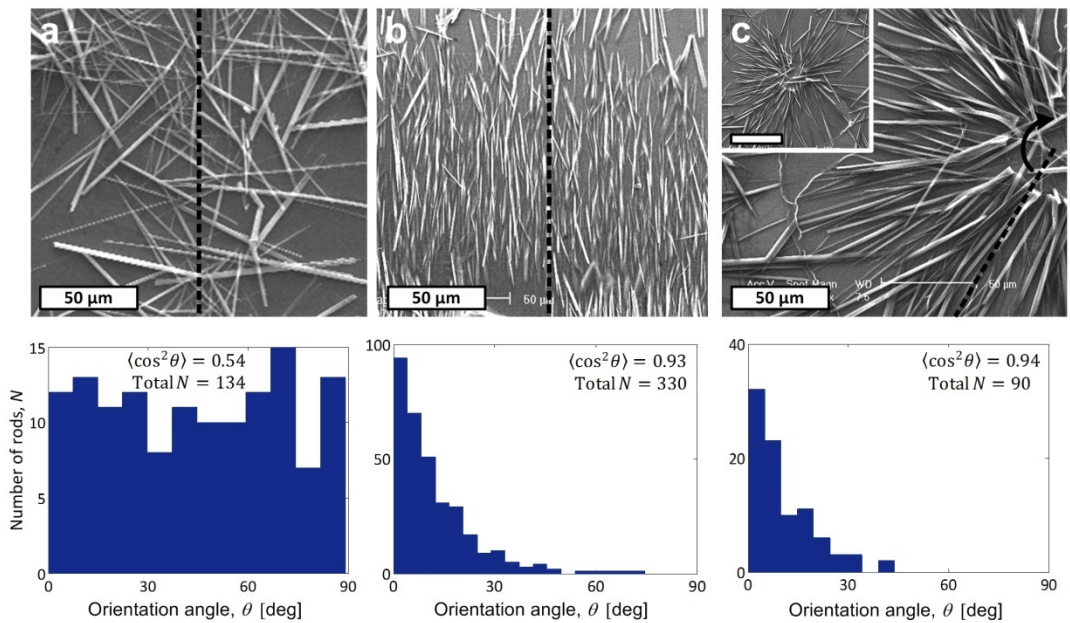 a
b
c
50 μm
50 μm
50 μm
Acc.V Spot Magn WD
7.6
50 μm
⟨cos²θ⟩ = 0.54
Total N = 134
Number of rods, N
15
10
5
0
0 30 60 90
Orientation angle, θ [deg]
⟨cos²θ⟩ = 0.93
Total N = 330
100
50
0
0 30 60 90
Orientation angle, θ [deg]
⟨cos²θ⟩ = 0.94
Total N = 90
40
20
0
0 30 60 90
Orientation angle, θ [deg]